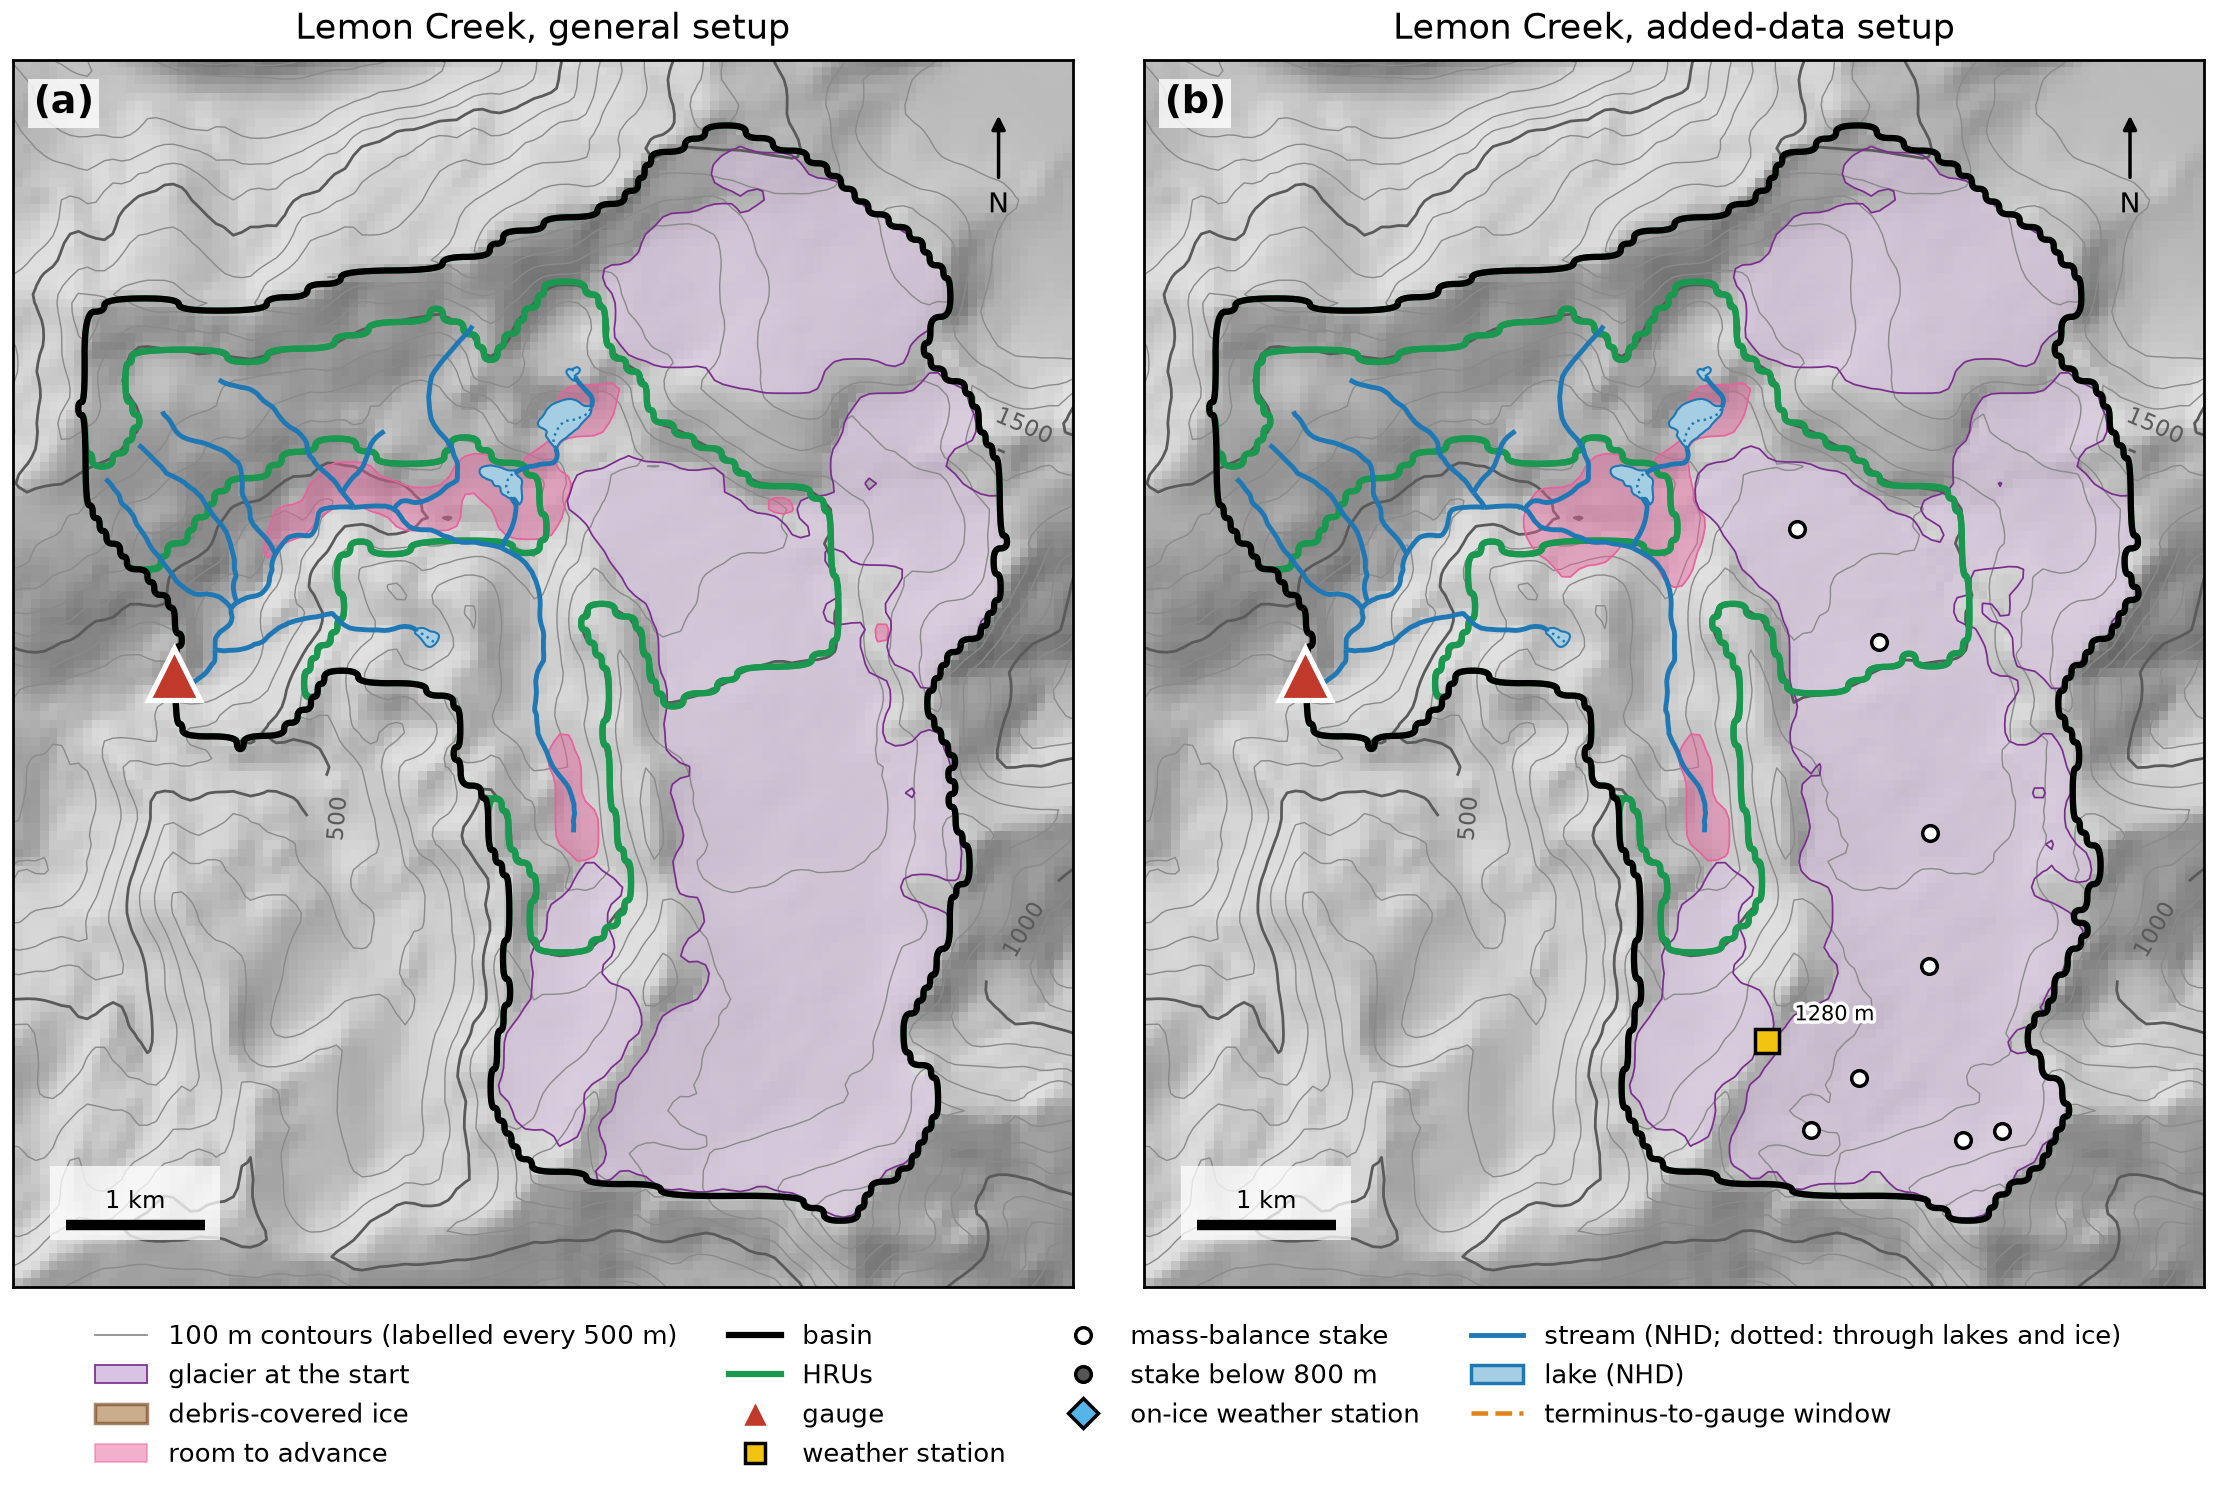 Lemon Creek, general setup
Lemon Creek, added-data setup
(a)
N
1500
500
1000
1 km
(b)
N
1500
500
1000
1280 m
1 km
100 m contours (labelled every 500 m)
glacier at the start
debris-covered ice
room to advance
basin
HRUs
gauge
weather station
mass-balance stake
stake below 800 m
on-ice weather station
stream (NHD; dotted: through lakes and ice)
lake (NHD)
terminus-to-gauge window